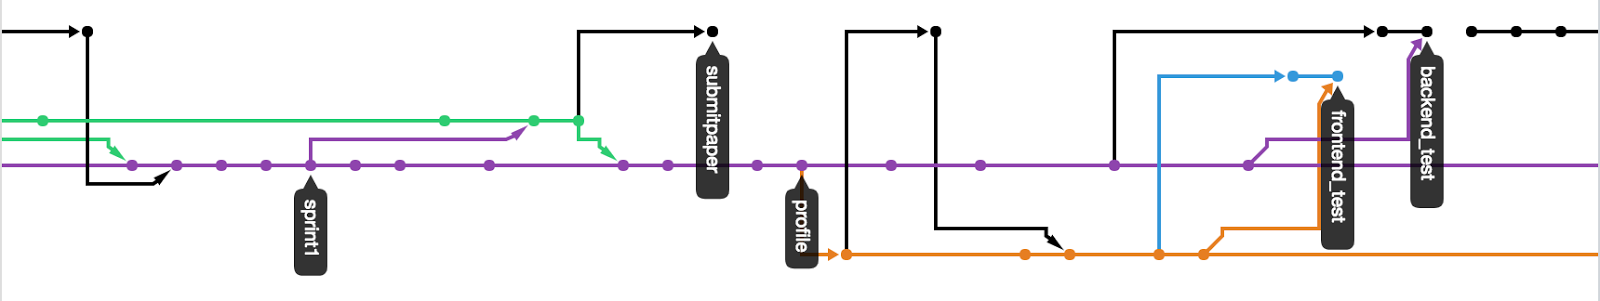 sprint1
submitpaper
profile
frontend_test
backend_test